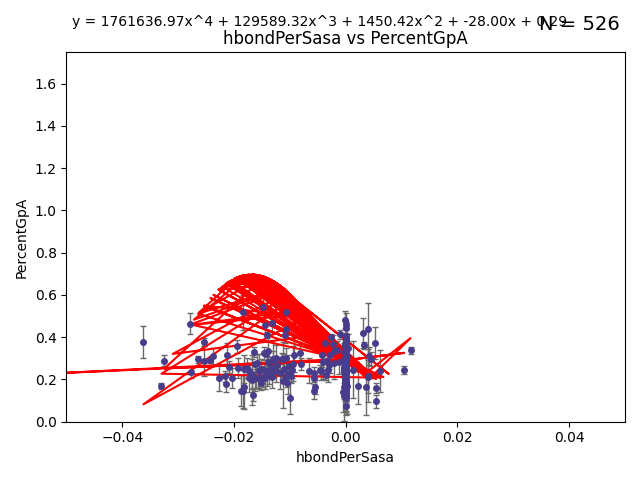 y = 1761636.97x^4 + 129589.32x^3 + 1450.42x^2 + -28.00x + 0.29
N = 526
hbondPerSasa vs PercentGpA
1.6
1.4
1.2
1.0
0.8
0.6
0.4
0.2
0.0
PercentGpA
−0.04 −0.02 0.00 0.02 0.04
hbondPerSasa